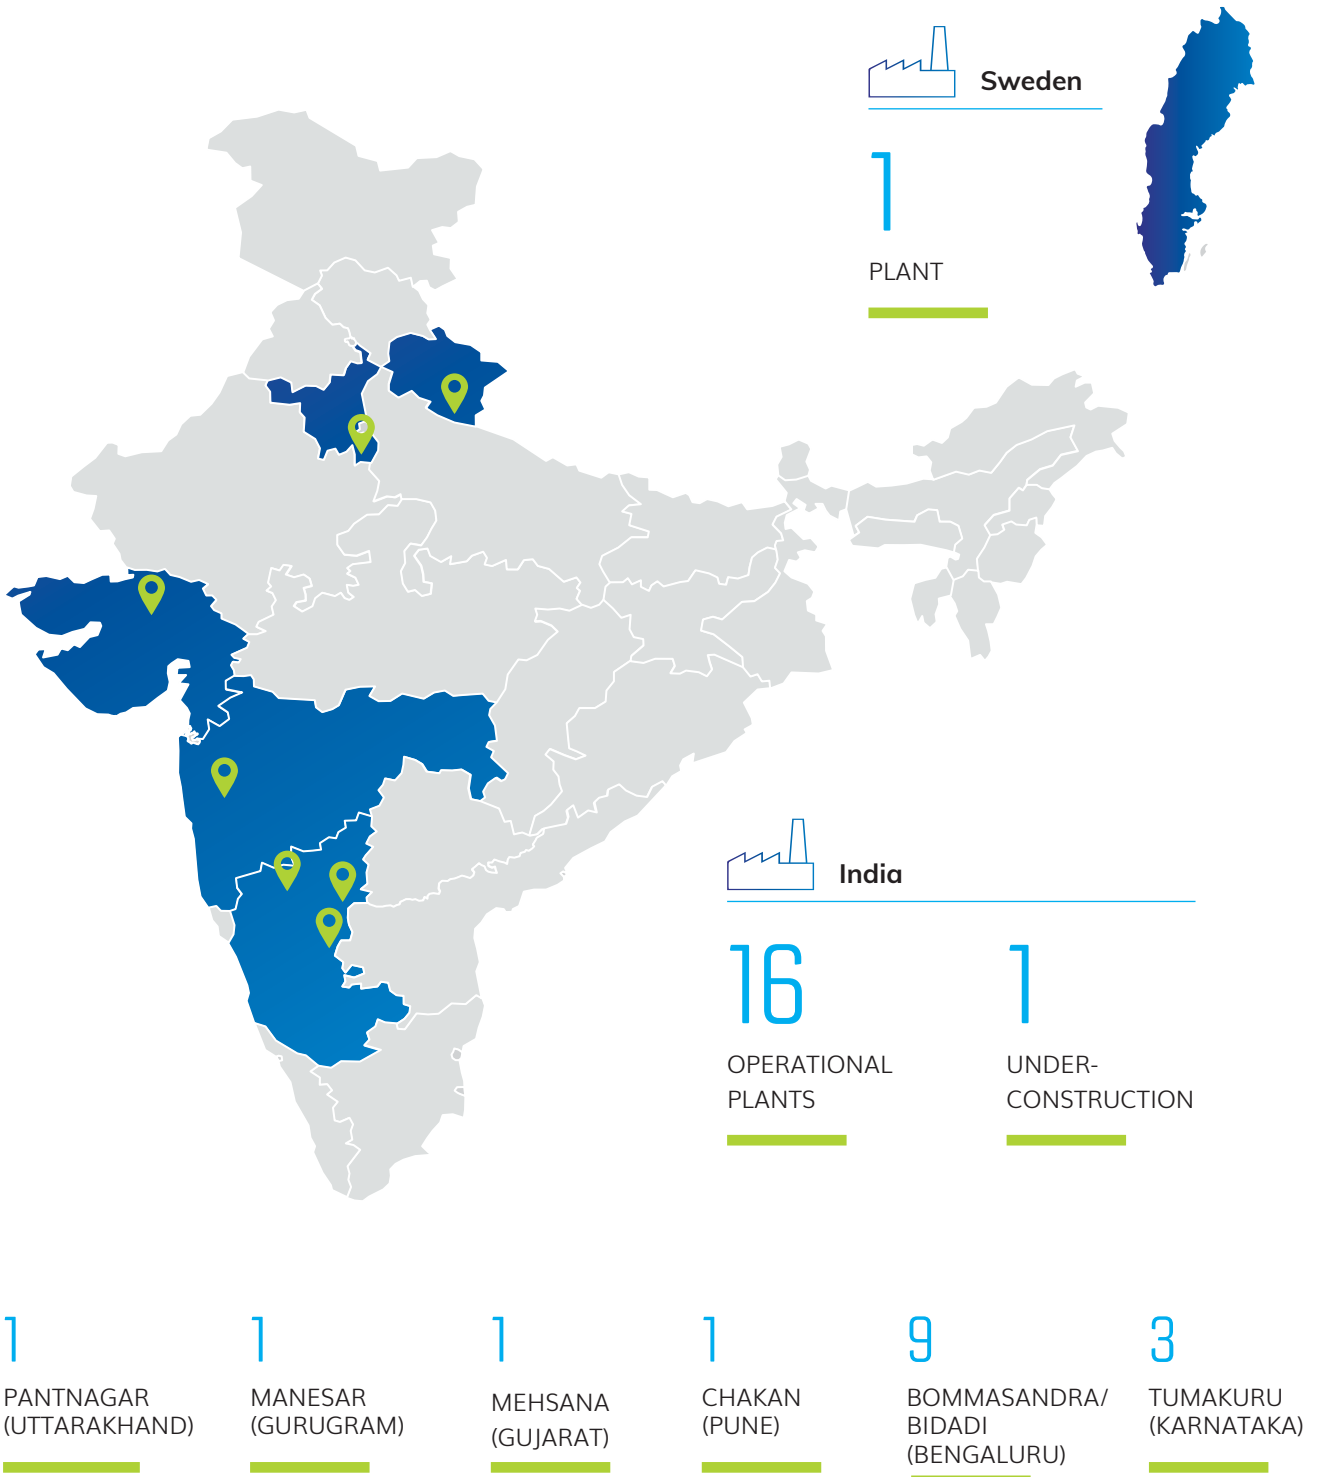 Sweden
1
PLANT
India
16
OPERATIONAL
PLANTS
1
UNDER-
CONSTRUCTION
1
PANTNAGAR
(UTTARAKHAND)
1
MANESAR
(GURUGRAM)
1
MEHSANA
(GUJARAT)
1
CHAKAN
(PUNE)
9
BOMMASANDRA/
BIDADI
(BENGALURU)
3
TUMAKURU
(KARNATAKA)